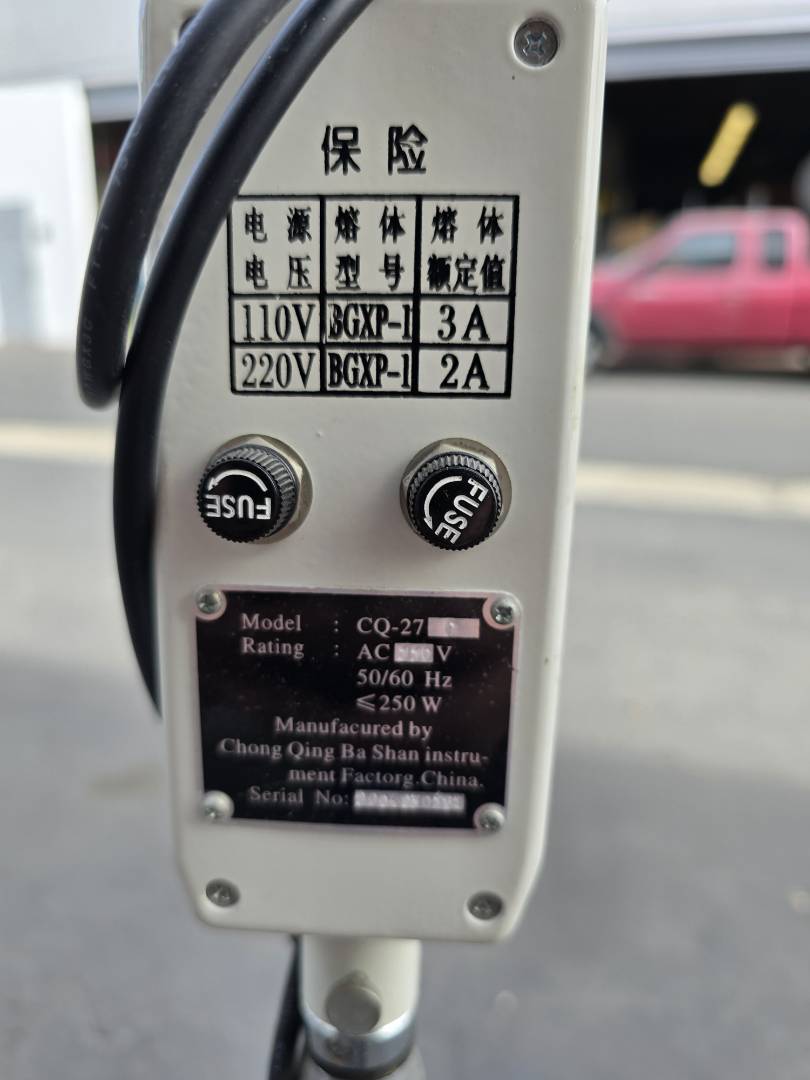 保险
电源电压 熔体型号 熔体额定值
110V BGXP-1 3A
220V BGXP-1 2A
FUSE
FUSE
Model : CQ-27
Rating : AC V
50/60 Hz
≤250 W
Manufacured by
Chong Qing Ba Shan instru-
ment Factorg.China.
Serial No: